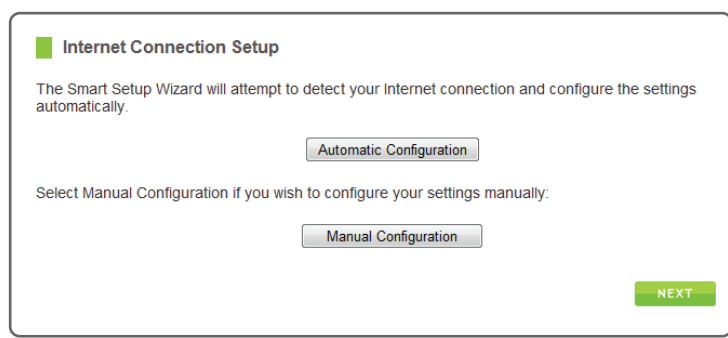 Internet Connection Setup
The Smart Setup Wizard will attempt to detect your Internet connection and configure the settings
automatically.
Automatic Configuration
Select Manual Configuration if you wish to configure your settings manually:
Manual Configuration
NEXT